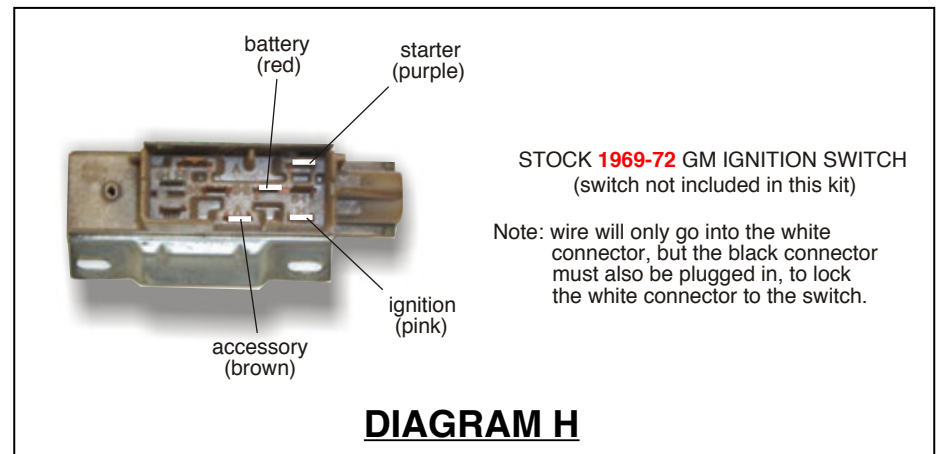 battery
(red)
starter
(purple)
STOCK 1969-72 GM IGNITION SWITCH
(switch not included in this kit)
Note: wire will only go into the white
connector, but the black connector
must also be plugged in, to lock
the white connector to the switch.
ignition
(pink)
accessory
(brown)
DIAGRAM H